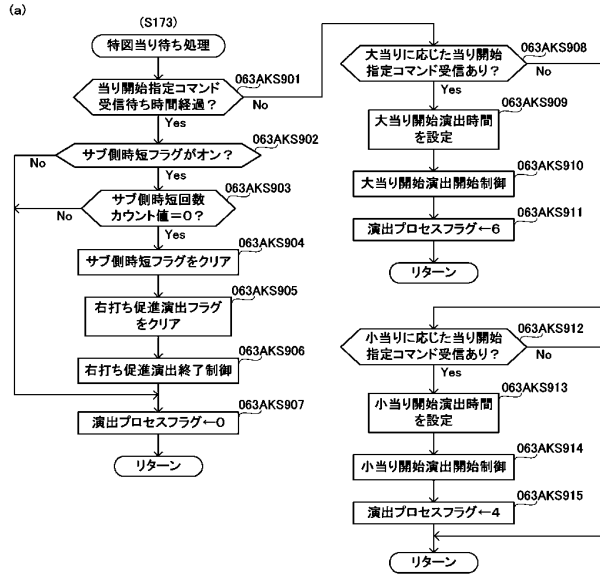 (a)
(S173)
特図当り待ち処理
063AKS901
当り開始指定コマンド
受信待ち時間経過?
No
Yes
063AKS902
サブ側時短フラグがオン?
No
Yes
063AKS903
サブ側時短回数
カウント値=0?
No
Yes
063AKS904
サブ側時短フラグをクリア
063AKS905
右打ち促進演出フラグ
をクリア
063AKS906
右打ち促進演出終了制御
063AKS907
演出プロセスフラグ←0
リターン
063AKS908
大当りに応じた当り開始
指定コマンド受信あり?
No
Yes
063AKS909
大当り開始演出時間
を設定
063AKS910
大当り開始演出開始制御
063AKS911
演出プロセスフラグ←6
リターン
063AKS912
小当りに応じた当り開始
指定コマンド受信あり?
No
Yes
063AKS913
小当り開始演出時間
を設定
063AKS914
小当り開始演出開始制御
063AKS915
演出プロセスフラグ←4
リターン